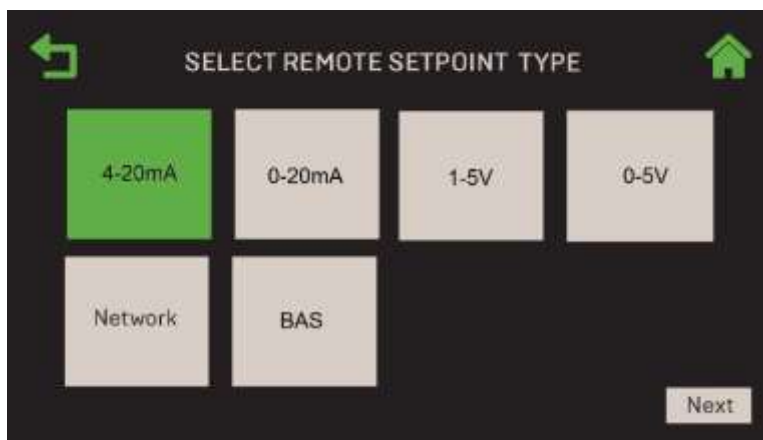 SELECT REMOTE SETPOINT TYPE
4-20mA
0-20mA
1-5V
0-5V
Network
BAS
Next